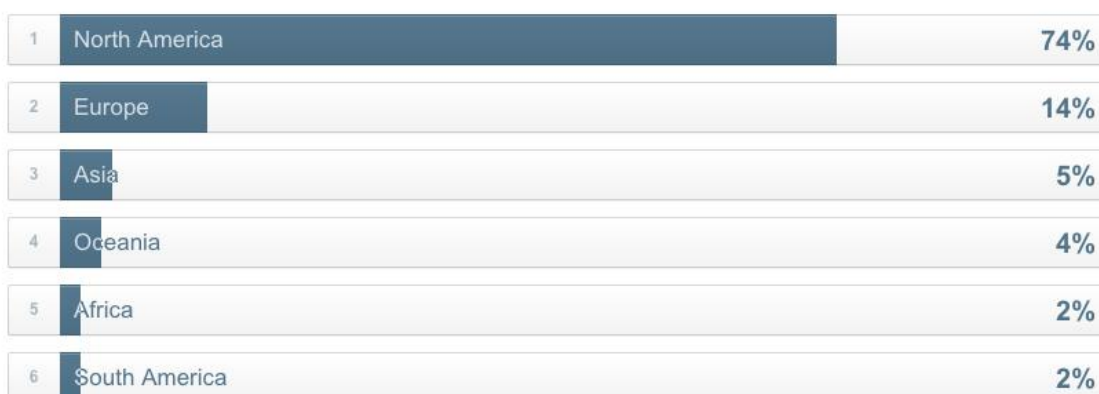 1 North America 74%
2 Europe 14%
3 Asia 5%
4 Oceania 4%
5 Africa 2%
6 South America 2%